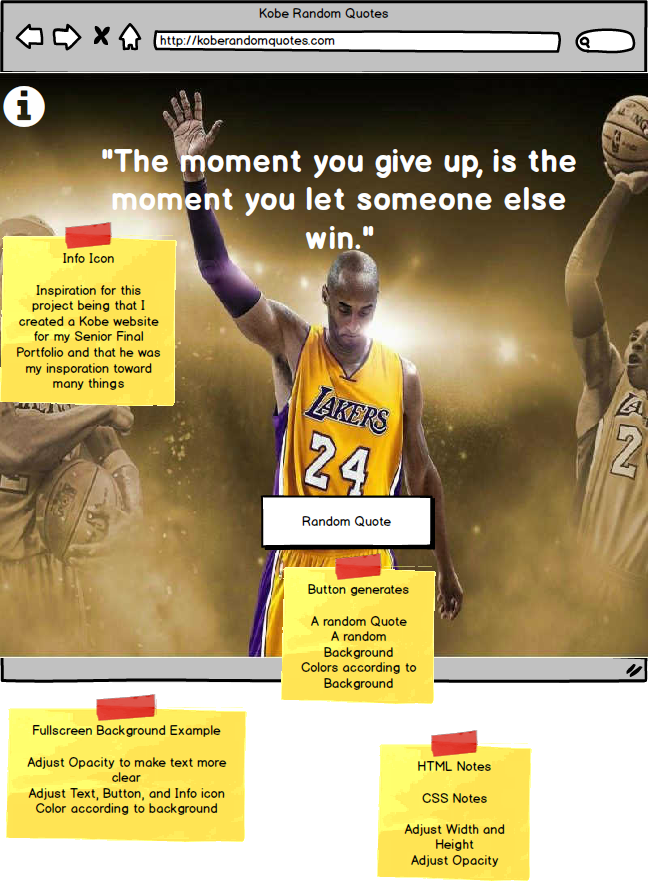 Kobe Random Quotes
http://koberandomquotes.com
"The moment you give up, is the
moment you let someone else
win."
Info Icon
Inspiration for this
project being that I
created a Kobe website
for my Senior Final
Portfolio and that he was
my insporation toward
many things
LAKERS
24
LA
2
Random Quote
Button generates
A random Quote
A random
Background
Colors according to
Background
Fullscreen Background Example
Adjust Opacity to make text more
clear
Adjust Text, Button, and Info icon
Color according to background
HTML Notes
CSS Notes
Adjust Width and
Height
Adjust Opacity